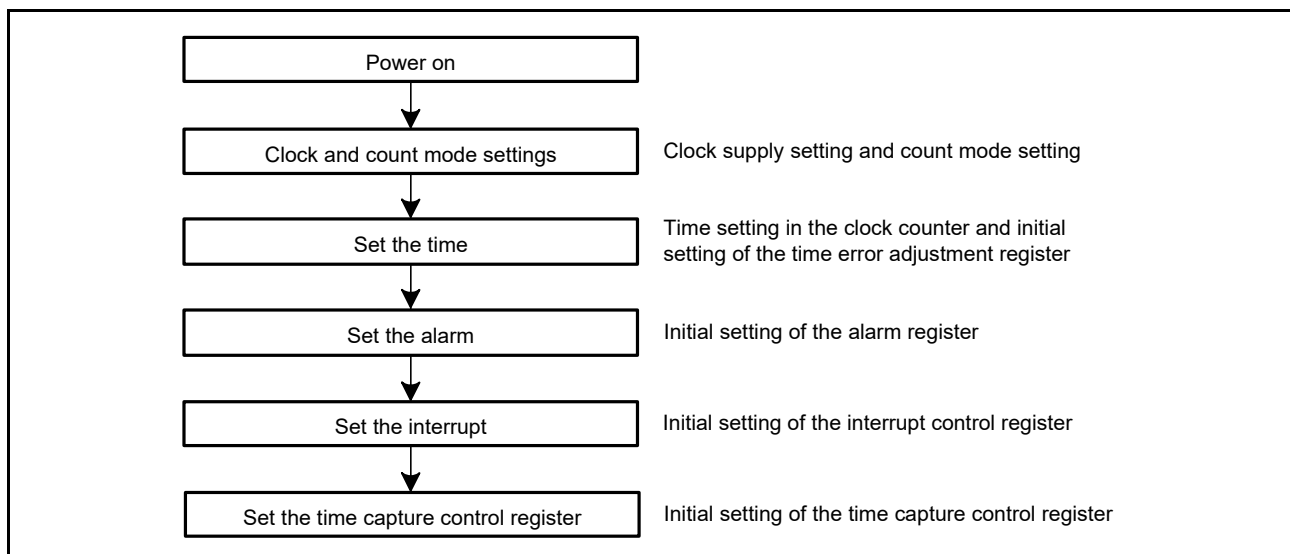 Power on
Clock and count mode settings
Clock supply setting and count mode setting
Set the time
Time setting in the clock counter and initial
setting of the time error adjustment register
Set the alarm
Initial setting of the alarm register
Set the interrupt
Initial setting of the interrupt control register
Set the time capture control register
Initial setting of the time capture control register